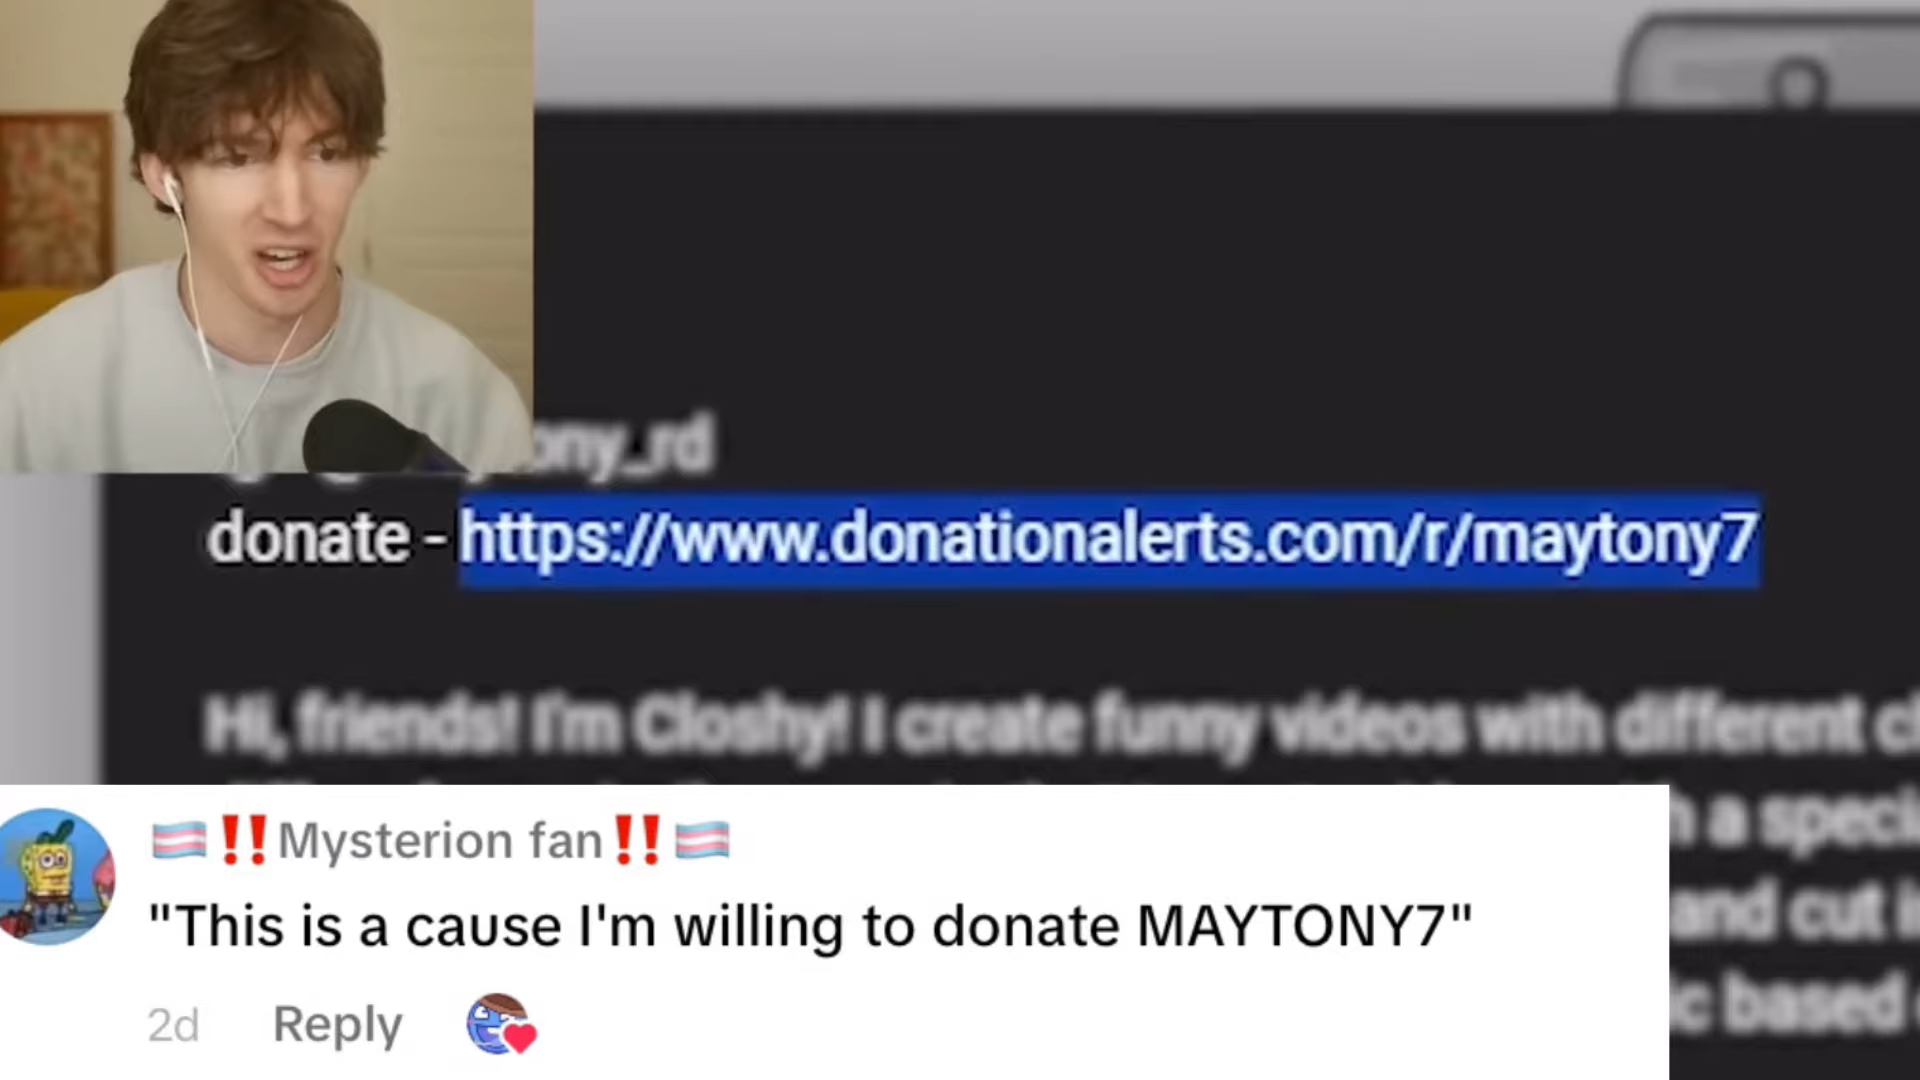 ony_rd
donate - https://www.donationalerts.com/r/maytony7
Hi, friends! I'm Closhy! I create funny videos with different
a speci
and cut
based
🏳️‍⚧️‼️Mysterion fan‼️🏳️‍⚧️
"This is a cause I'm willing to donate MAYTONY7"
2d Reply